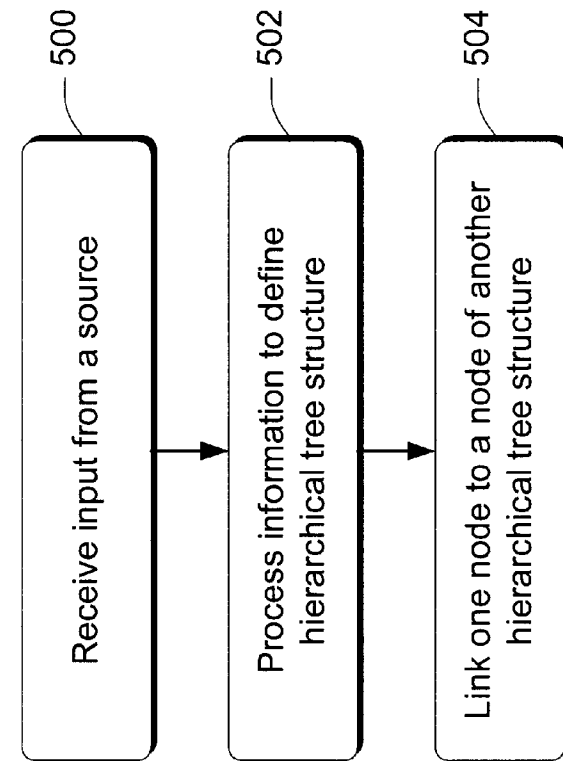 Receive input from a source
500
Process information to define
hierarchical tree structure
502
Link one node to a node of another
hierarchical tree structure
504